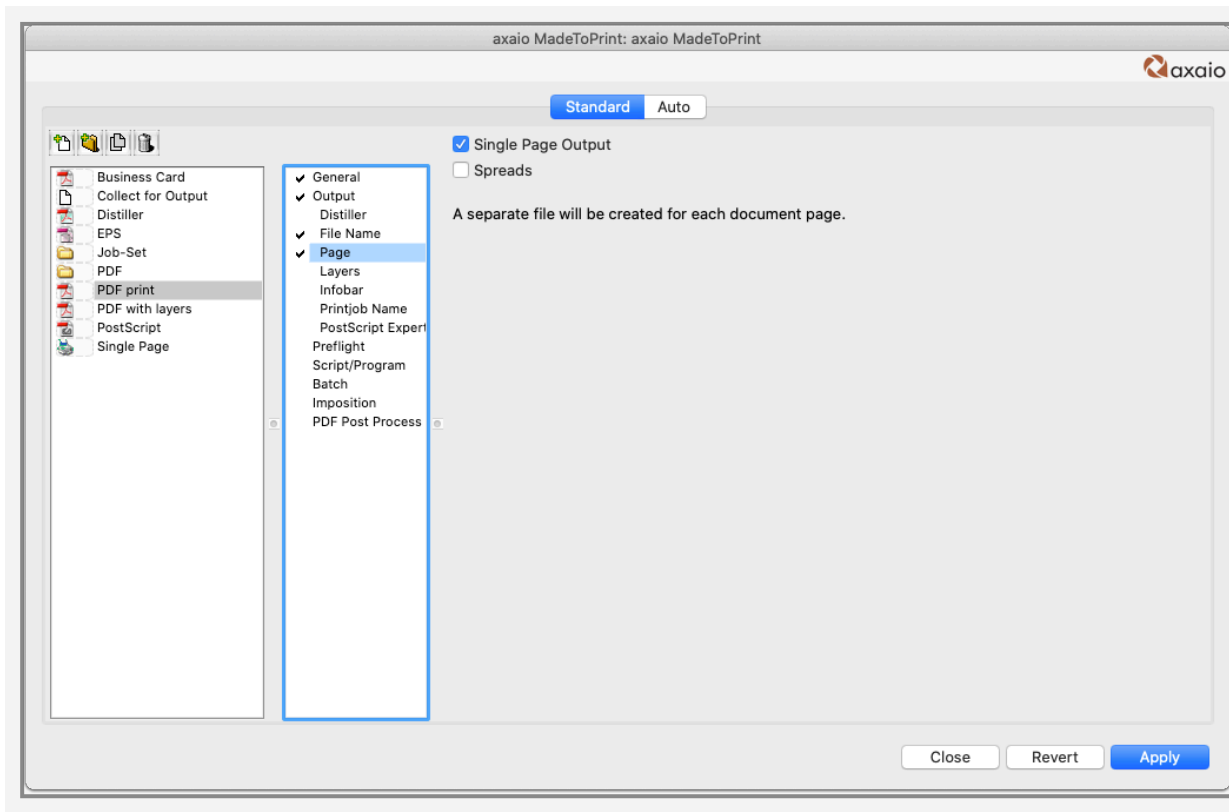 axaio MadeToPrint: axaio MadeToPrint
axaio
Standard Auto
Single Page Output
Spreads
A separate file will be created for each document page.
Business Card
Collect for Output
Distiller
EPS
Job-Set
PDF
PDF print
PDF with layers
PostScript
Single Page
General
Output
Distiller
File Name
Page
Layers
Infobar
Printjob Name
PostScript Expert
Preflight
Script/Program
Batch
Imposition
PDF Post Process
Close Revert Apply